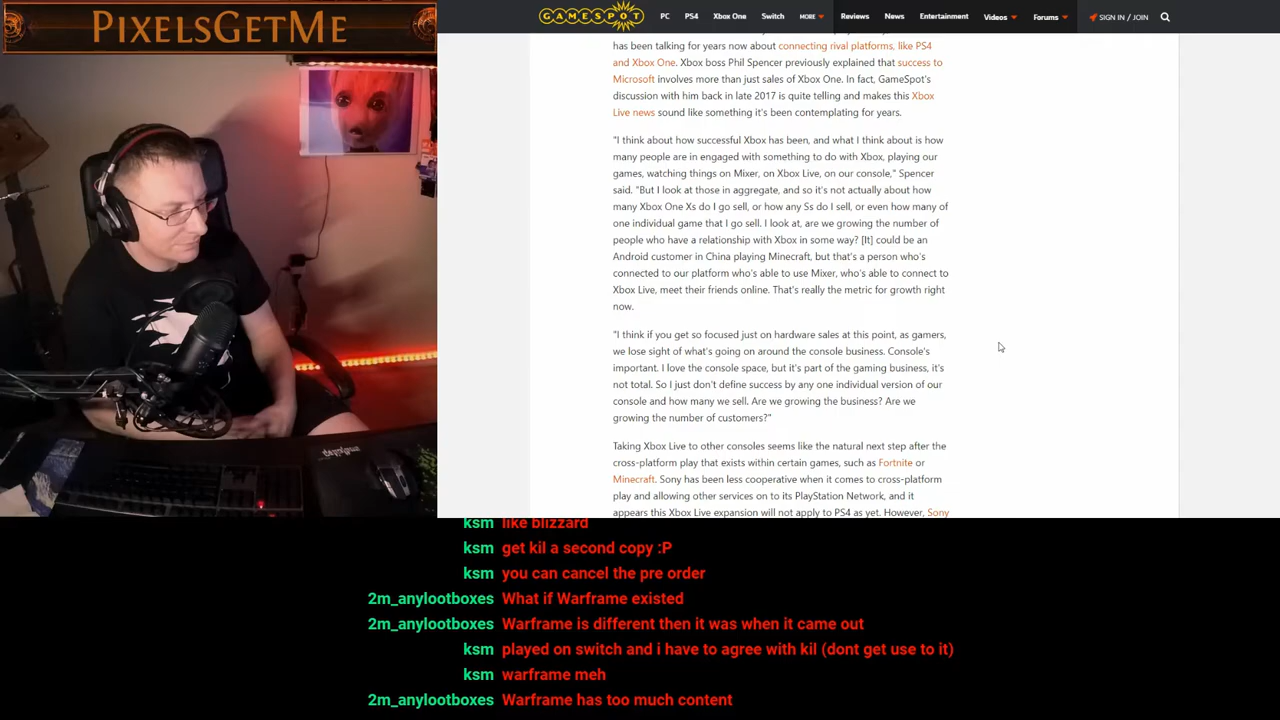 PIXELSGETME
GAMESPOT
PC PS4 Xbox One Switch MORE Reviews News Entertainment Videos Forums SIGN IN / JOIN
has been talking for years now about connecting rival platforms, like PS4
and Xbox One. Xbox boss Phil Spencer previously explained that success to
Microsoft involves more than just sales of Xbox One. In fact, GameSpot's
discussion with him back in late 2017 is quite telling and makes this Xbox
Live news sound like something it's been contemplating for years.
"I think about how successful Xbox has been, and what I think about is how
many people are in engaged with something to do with Xbox, playing our
games, watching things on Mixer, on Xbox Live, on our console," Spencer
said. "But I look at those in aggregate, and so it's not actually about how
many Xbox One Xs do I go sell, or how any Ss do I sell, or even how many of
one individual game that I go sell. I look at, are we growing the number of
people who have a relationship with Xbox in some way? [It] could be an
Android customer in China playing Minecraft, but that's a person who's
connected to our platform who's able to use Mixer, who's able to connect to
Xbox Live, meet their friends online. That's really the metric for growth right
now.
"I think if you get so focused just on hardware sales at this point, as gamers,
we lose sight of what's going on around the console business. Console's
important. I love the console space, but it's part of the gaming business, it's
not total. So I just don't define success by any one individual version of our
console and how many we sell. Are we growing the business? Are we
growing the number of customers?"
Taking Xbox Live to other consoles seems like the natural next step after the
cross-platform play that exists within certain games, such as Fortnite or
Minecraft. Sony has been less cooperative when it comes to cross-platform
play and allowing other services on to its PlayStation Network, and it
appears this Xbox Live expansion will not apply to PS4 as yet. However, Sony
ksm like blizzard
ksm get kil a second copy :P
ksm you can cancel the pre order
2m_anylootboxes What if Warframe existed
2m_anylootboxes Warframe is different then it was when it came out
ksm played on switch and i have to agree with kil (dont get use to it)
ksm warframe meh
2m_anylootboxes Warframe has too much content